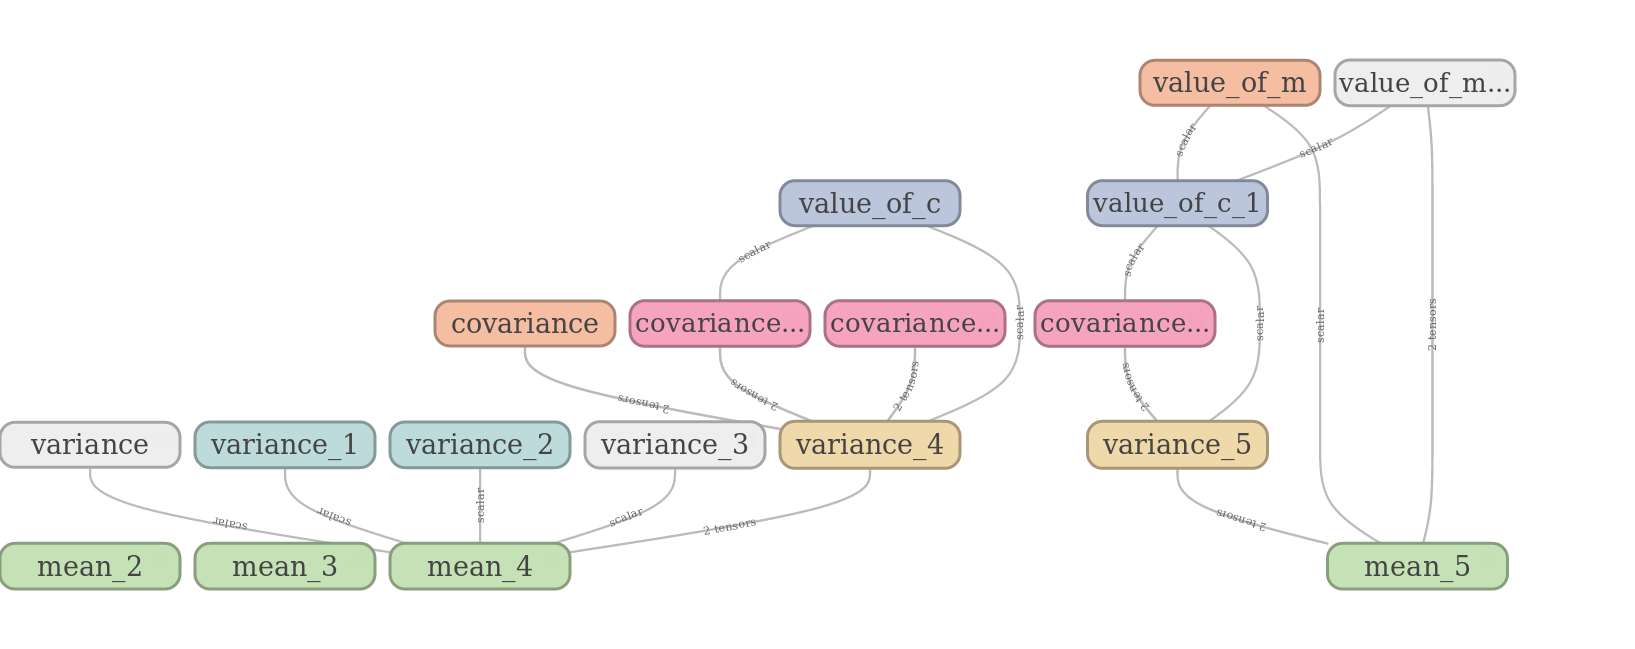 value_of_m
value_of_m...
scalar
scalar
value_of_c
value_of_c_1
scalar
scalar
covariance
covariance...
covariance...
covariance...
scalar
scalar
scalar
2 tensors
2 tensors
2 tensors
2 tensors
2 tensors
variance
variance_1
variance_2
variance_3
variance_4
variance_5
scalar
scalar
scalar
scalar
2 tensors
2 tensors
mean_2
mean_3
mean_4
mean_5